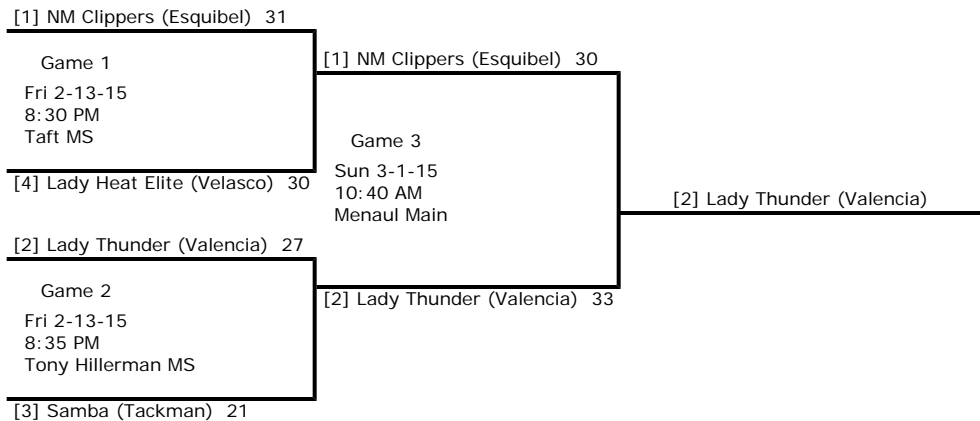 [1] NM Clippers (Esquibel) 31
Game 1
Fri 2-13-15
8:30 PM
Taft MS
[4] Lady Heat Elite (Velasco) 30
[2] Lady Thunder (Valencia) 27
Game 2
Fri 2-13-15
8:35 PM
Tony Hillerman MS
[3] Samba (Tackman) 21
[1] NM Clippers (Esquibel) 30
Game 3
Sun 3-1-15
10:40 AM
Menaul Main
[2] Lady Thunder (Valencia) 33
[2] Lady Thunder (Valencia)